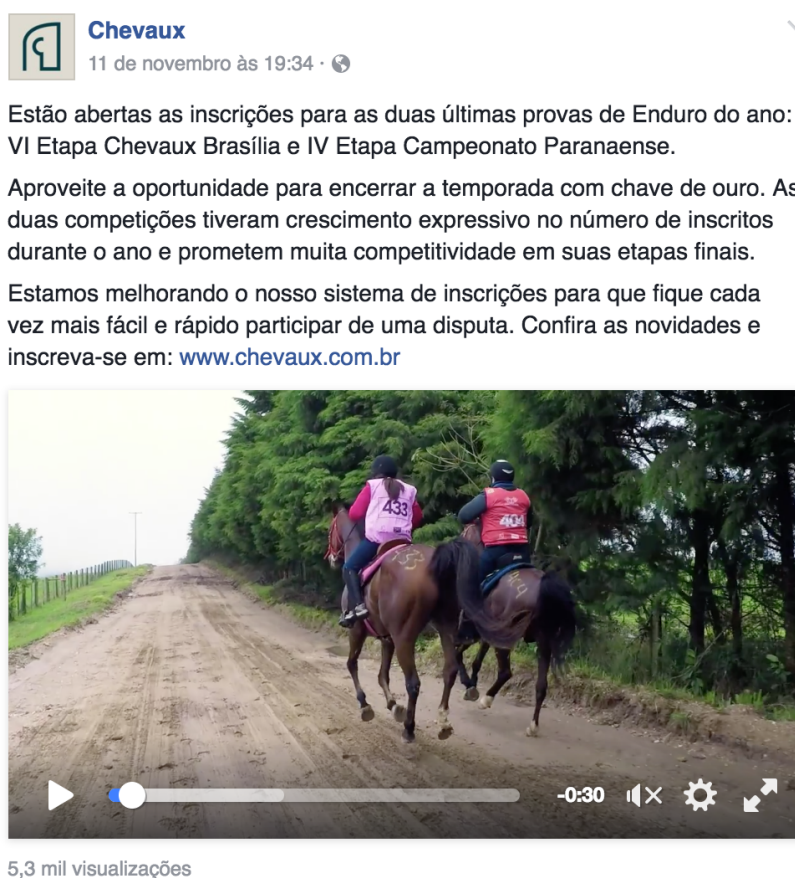 Chevaux
11 de novembro às 19:34 ·
Estão abertas as inscrições para as duas últimas provas de Enduro do ano:
VI Etapa Chevaux Brasília e IV Etapa Campeonato Paranaense.
Aproveite a oportunidade para encerrar a temporada com chave de ouro. As
duas competições tiveram crescimento expressivo no número de inscritos
durante o ano e prometem muita competitividade em suas etapas finais.
Estamos melhorando o nosso sistema de inscrições para que fique cada
vez mais fácil e rápido participar de uma disputa. Confira as novidades e
inscreva-se em: www.chevaux.com.br
433
404
433
-0:30
5,3 mil visualizações